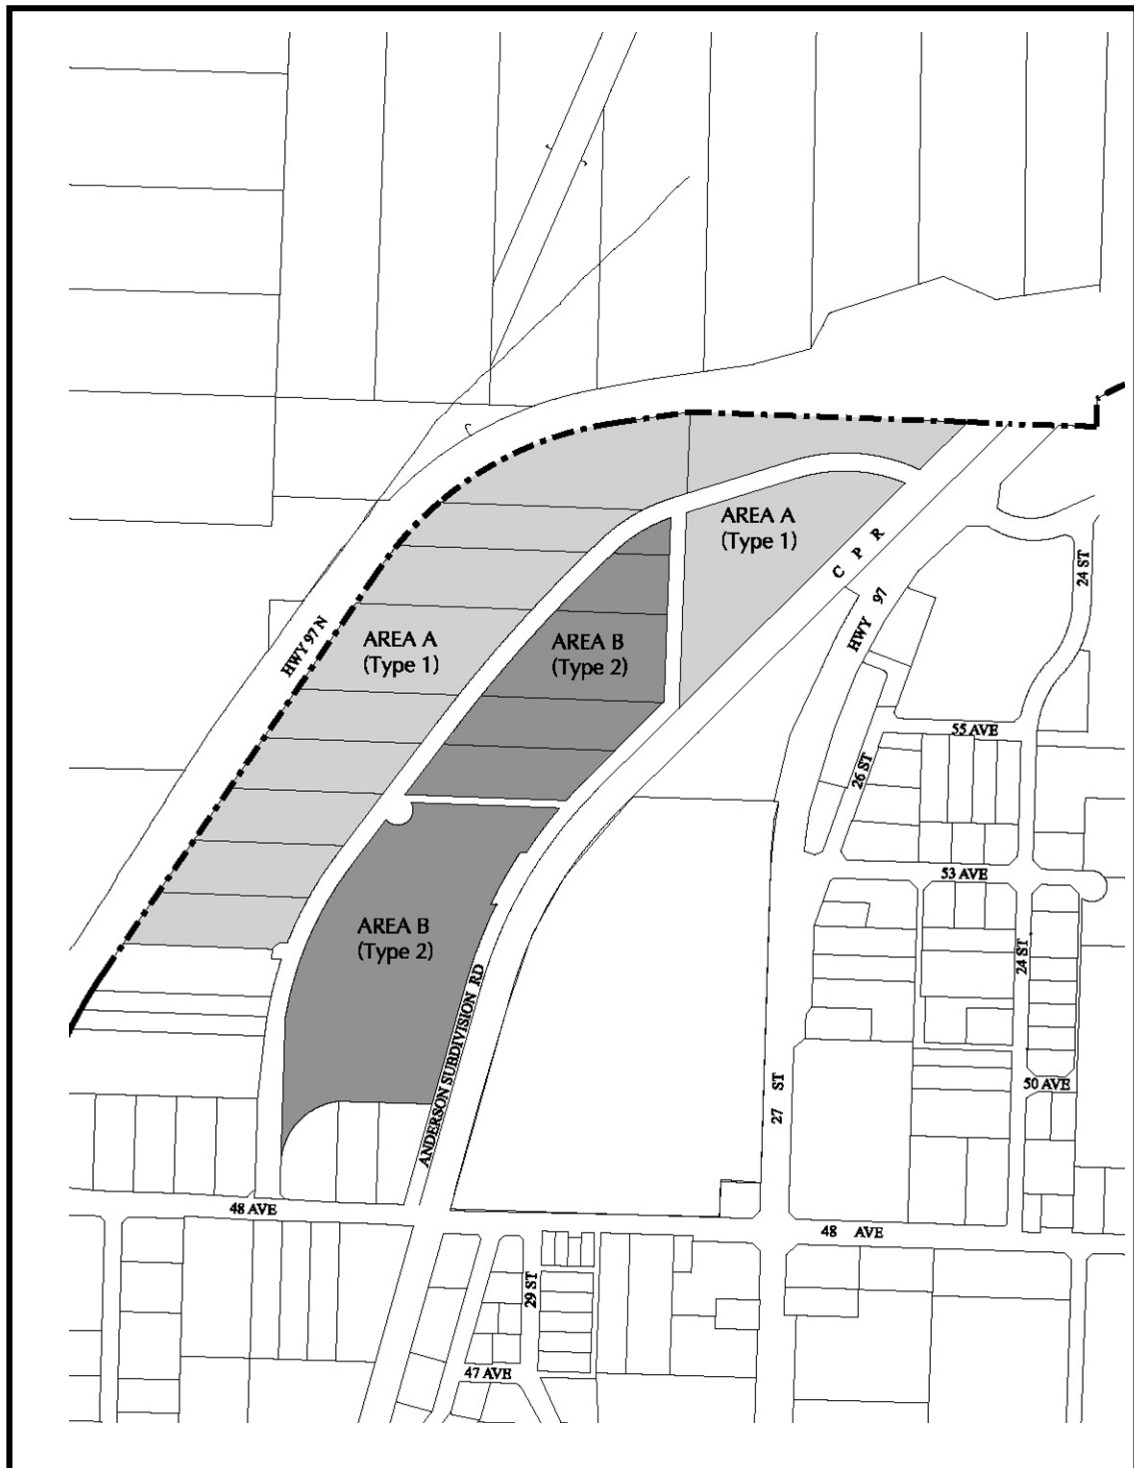 AREA A
(Type 1)
C P R
24 ST
HWY 97
HWY 97 N
AREA A
(Type 1)
AREA B
(Type 2)
55 AVE
26 ST
53 AVE
AREA B
(Type 2)
24 ST
ANDERSON SUBDIVISION RD
27 ST
50 AVE
48 AVE
48 AVE
29 ST
47 AVE